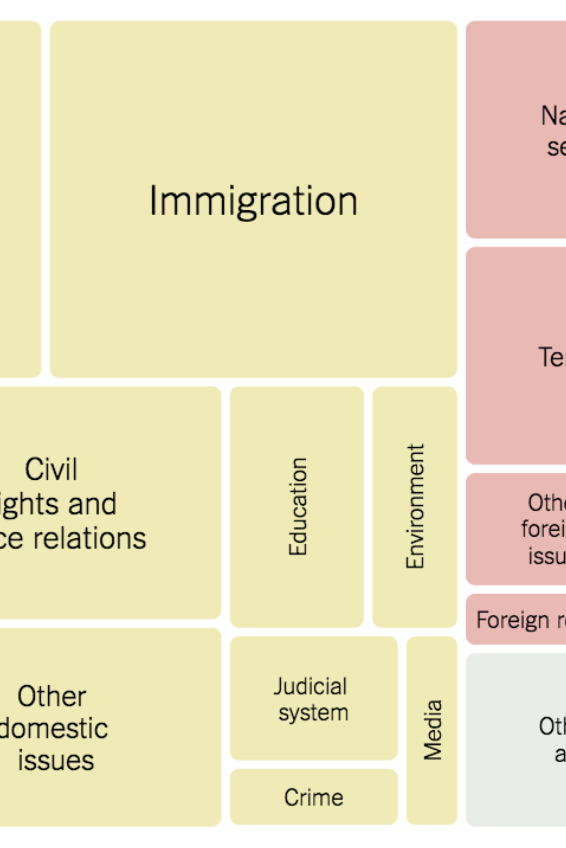 Immigration
Civil
ights and
ce relations
Education
Environment
Other
domestic
issues
Judicial
system
Media
Crime
Na
se
Te
Othe
forei
issu
Foreign r
Oth
a